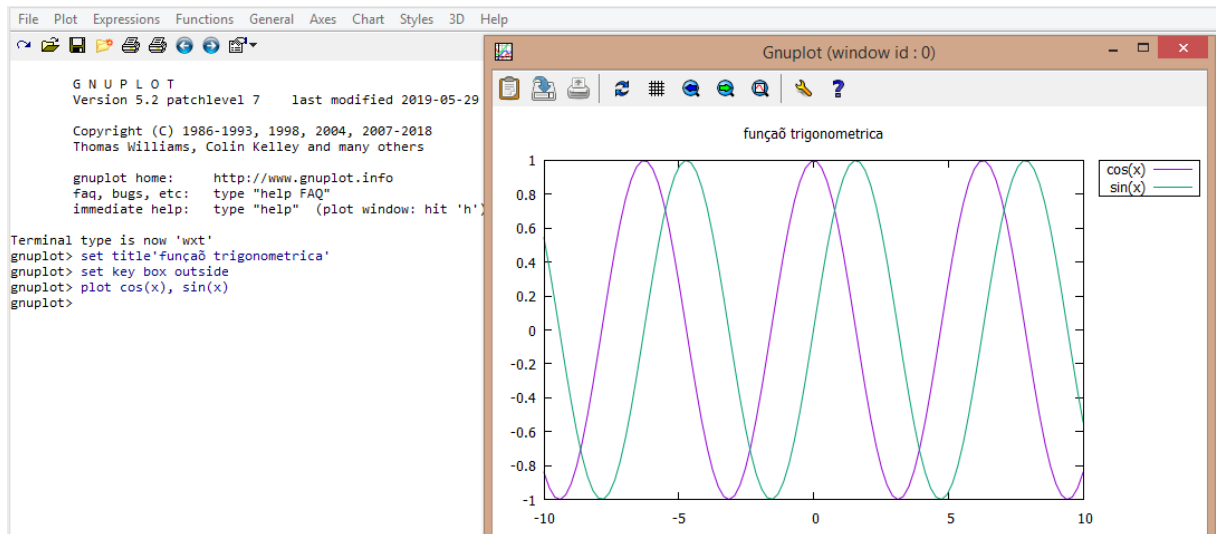 File Plot Expressions Functions General Axes Chart Styles 3D Help
G N U P L O T
Version 5.2 patchlevel 7    last modified 2019-05-29
Copyright (C) 1986-1993, 1998, 2004, 2007-2018
Thomas Williams, Colin Kelley and many others
gnuplot home:     http://www.gnuplot.info
faq, bugs, etc:   type "help FAQ"
immediate help:   type "help"  (plot window: hit 'h')
Terminal type is now 'wxt'
gnuplot> set title'funçaõ trigonometrica'
gnuplot> set key box outside
gnuplot> plot cos(x), sin(x)
gnuplot>
Gnuplot (window id : 0)
funçaõ trigonometrica
cos(x)
sin(x)
1
0.8
0.6
0.4
0.2
0
-0.2
-0.4
-0.6
-0.8
-1
-10 -5 0 5 10